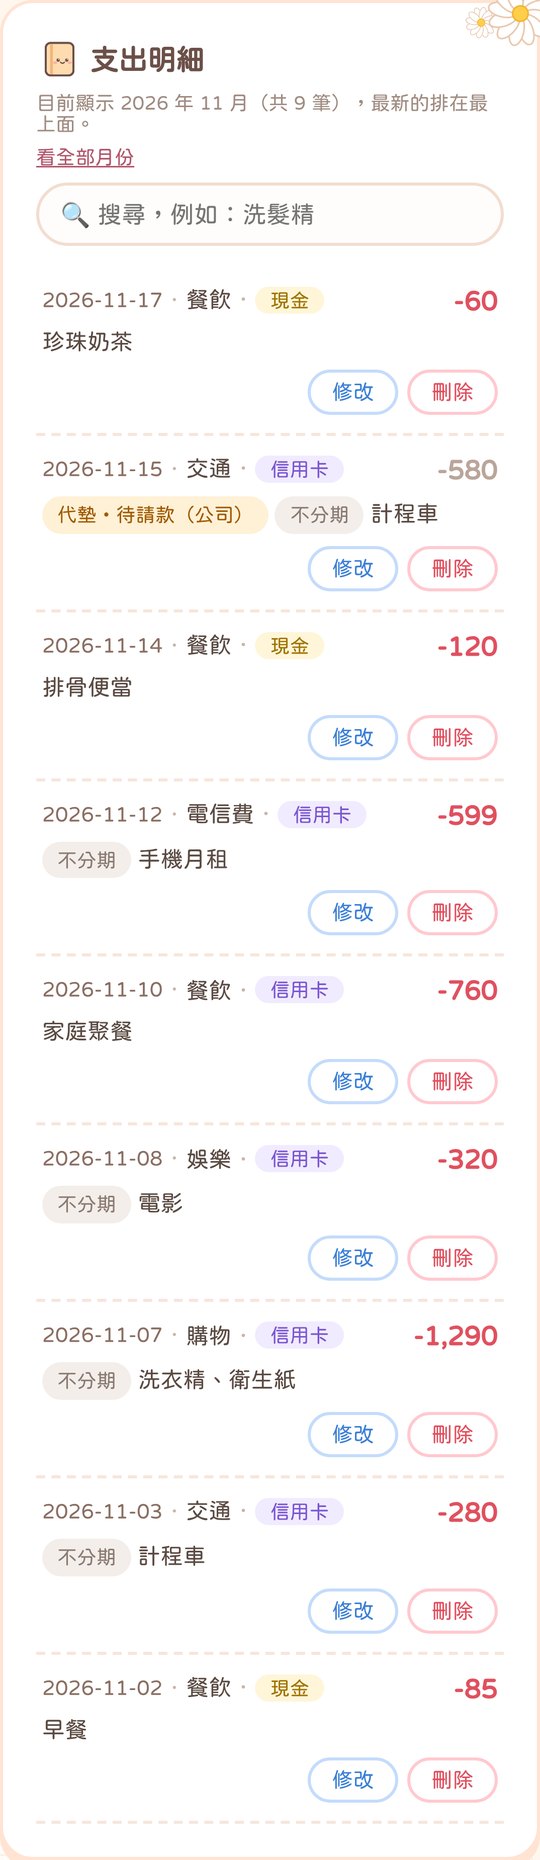 支出明細
目前顯示 2026 年 11 月（共 9 筆），最新的排在最
上面。
看全部月份
搜尋，例如：洗髮精
2026-11-17 · 餐飲 · 現金 -60
珍珠奶茶
修改 刪除
2026-11-15 · 交通 信用卡 -580
代墊・待請款（公司） 不分期 計程車
修改 刪除
2026-11-14 · 餐飲 · 現金 -120
排骨便當
修改 刪除
2026-11-12 · 電信費 · 信用卡 -599
不分期 手機月租
修改 刪除
2026-11-10 · 餐飲 · 信用卡 -760
家庭聚餐
修改 刪除
2026-11-08 · 娛樂 · 信用卡 -320
不分期 電影
修改 刪除
2026-11-07 · 購物 · 信用卡 -1,290
不分期 洗衣精、衛生紙
修改 刪除
2026-11-03 · 交通 · 信用卡 -280
不分期 計程車
修改 刪除
2026-11-02 · 餐飲 · 現金 -85
早餐
修改 刪除